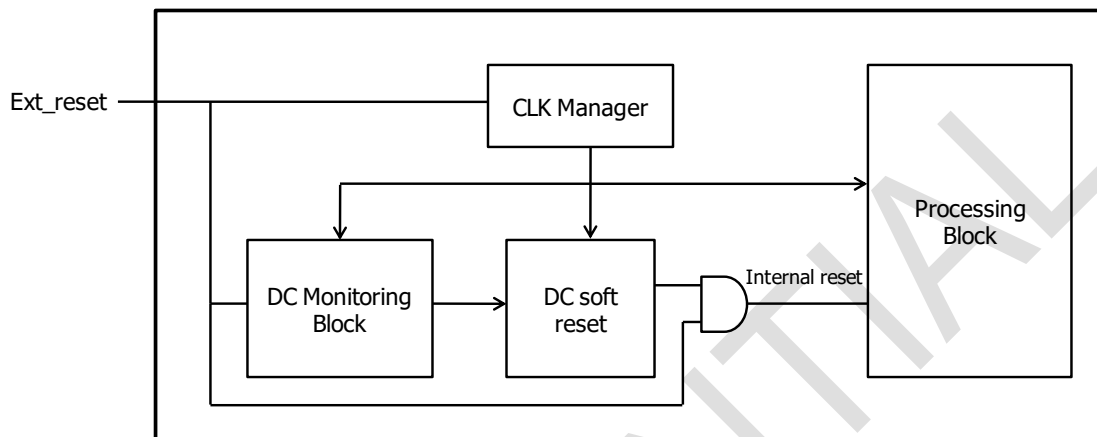 Ext_reset
CLK Manager
Processing
Block
DC Monitoring
Block
DC soft
reset
Internal reset